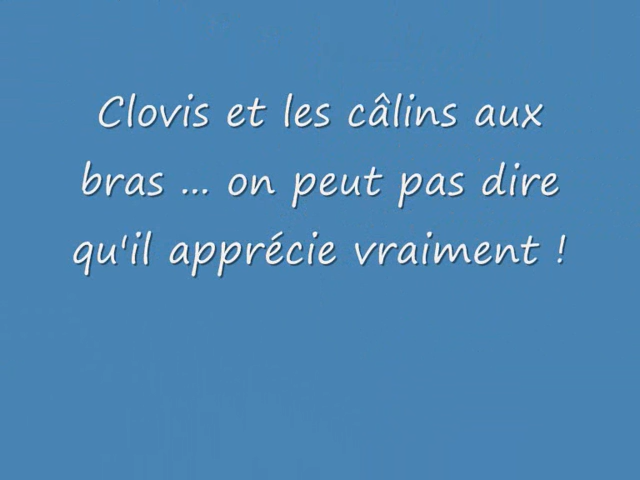 Clovis et les câlins aux
bras ... on peut pas dire
qu'il apprécie vraiment !